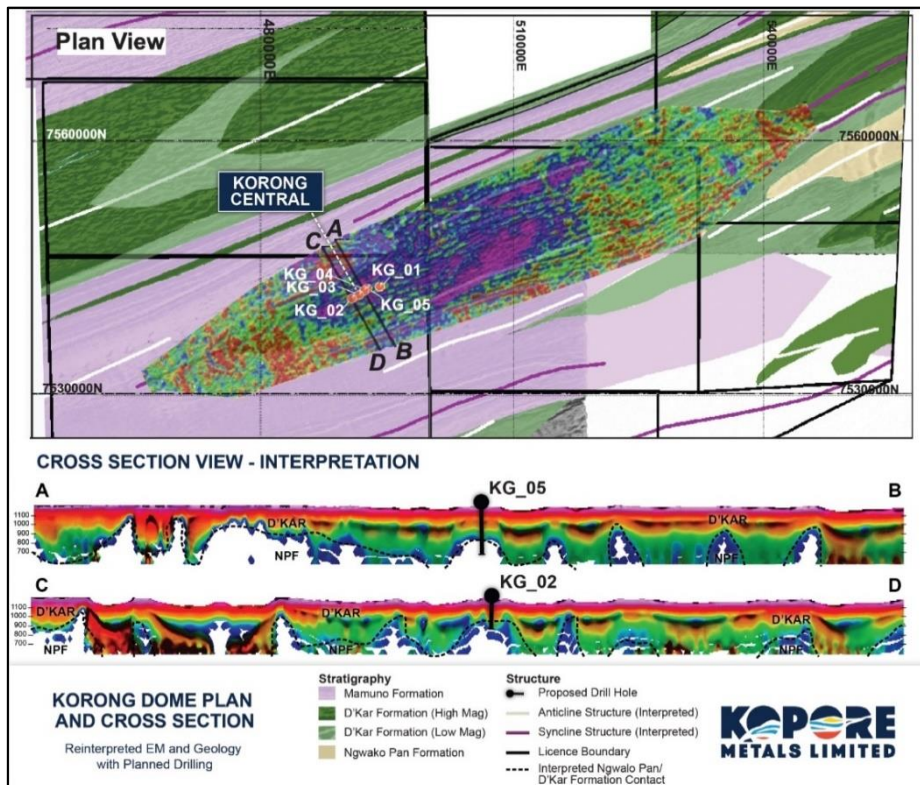 Plan View
480000E
510000E
540000E
7560000N
7560000N
KORONG
CENTRAL
A
C
KG_04
KG_03
KG_02
KG_01
KG_05
D
B
7530000N
7530000N
CROSS SECTION VIEW - INTERPRETATION
KG_05
A
B
1100
1000
900
800
700
D'KAR
D'KAR
NPF
NPF
KG_02
C
D
1100
1000
900
800
700
D'KAR
D'KAR
D'KAR
NPF
NPF
NPF
KORONG DOME PLAN
AND CROSS SECTION
Reinterpreted EM and Geology
with Planned Drilling
Stratigraphy
Mamuno Formation
D'Kar Formation (High Mag)
D'Kar Formation (Low Mag)
Ngwako Pan Formation
Structure
Proposed Drill Hole
Anticline Structure (Interpreted)
Syncline Structure (Interpreted)
Licence Boundary
Interpreted Ngwalo Pan/
D'Kar Formation Contact
KOPORE
METALS LIMITED